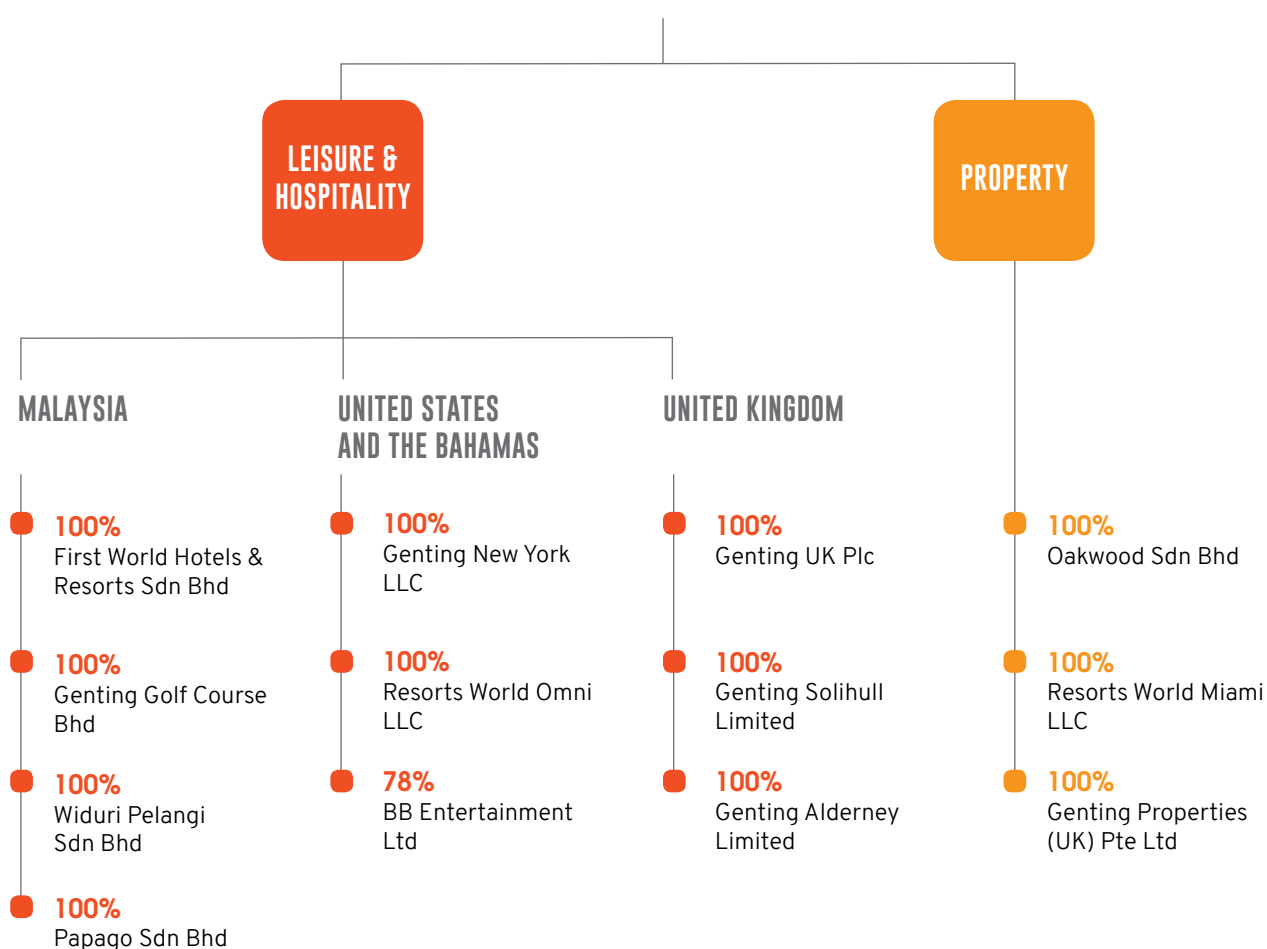 LEISURE &
HOSPITALITY
PROPERTY
MALAYSIA
100%
First World Hotels &
Resorts Sdn Bhd
100%
Genting Golf Course
Bhd
100%
Widuri Pelangi
Sdn Bhd
100%
Papago Sdn Bhd
UNITED STATES
AND THE BAHAMAS
100%
Genting New York
LLC
100%
Resorts World Omni
LLC
78%
BB Entertainment
Ltd
UNITED KINGDOM
100%
Genting UK Plc
100%
Genting Solihull
Limited
100%
Genting Alderney
Limited
100%
Oakwood Sdn Bhd
100%
Resorts World Miami
LLC
100%
Genting Properties
(UK) Pte Ltd